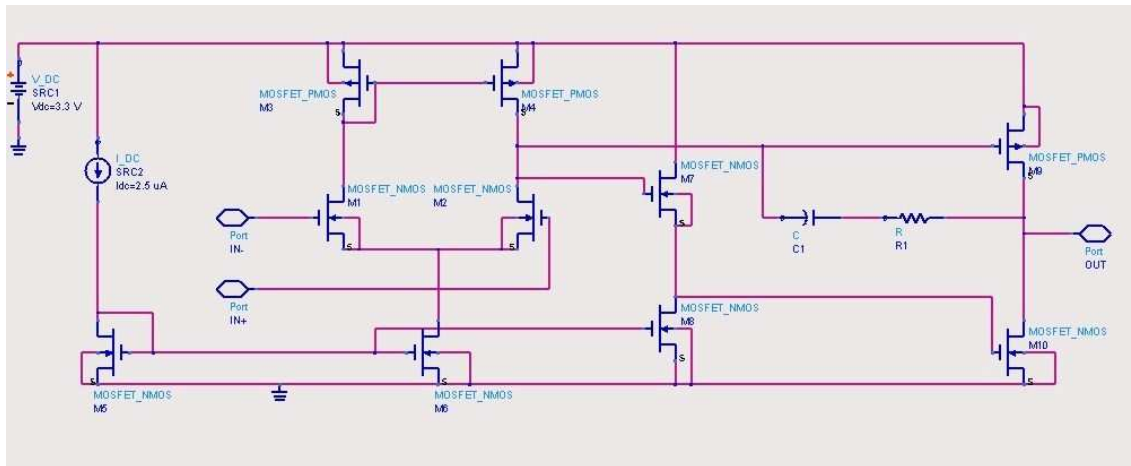 +
V_DC
SRC1
Vdc=3.3 V
I_DC
SRC2
Idc=2.5 uA
MOSFET_PMOS
M3
S
MOSFET_PMOS
M4
S
MOSFET_NMOS
M1
S
MOSFET_NMOS
M2
S
Port
IN-
Port
IN+
MOSFET_NMOS
M7
S
MOSFET_NMOS
M8
S
MOSFET_PMOS
M9
S
C
C1
R
R1
Port
OUT
MOSFET_NMOS
M10
S
S
MOSFET_NMOS
M5
S
MOSFET_NMOS
M6